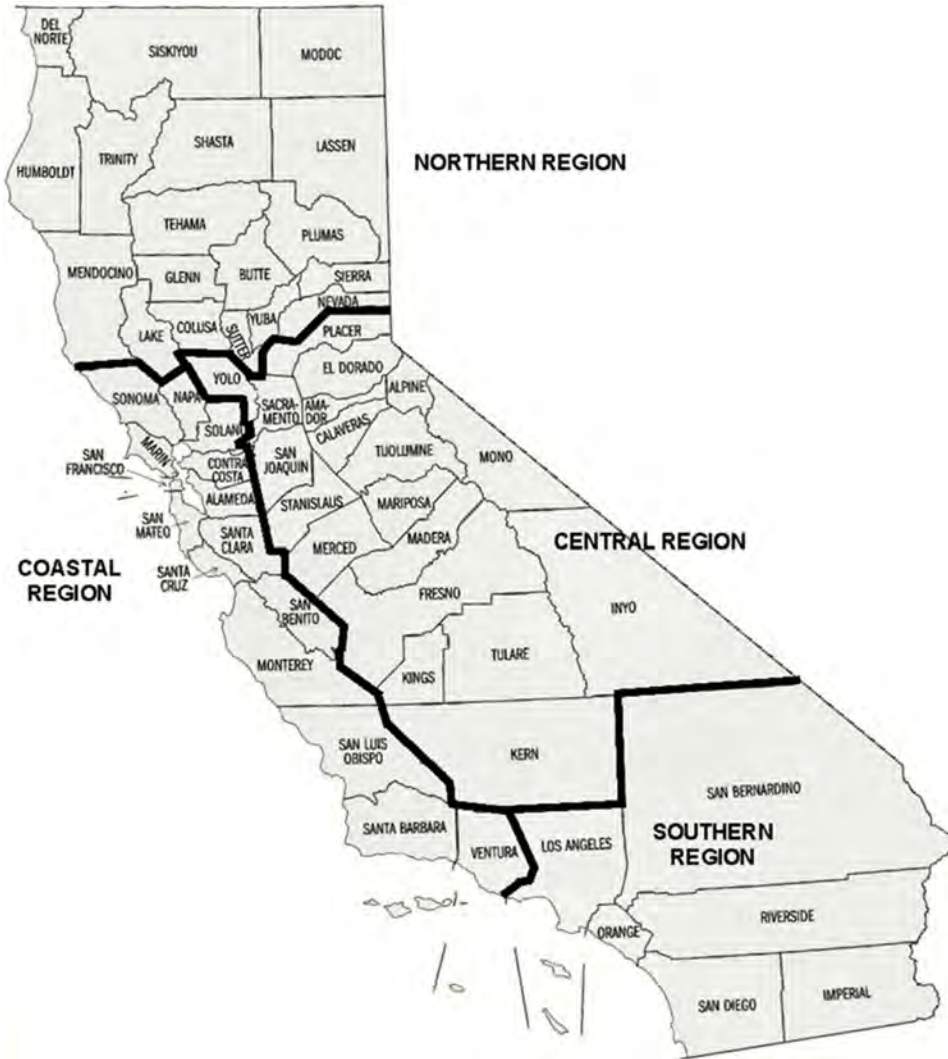 DEL
NORTE
SISKIYOU
MODOC
HUMBOLDT
TRINITY
SHASTA
LASSEN
NORTHERN REGION
TEHAMA
PLUMAS
MENDOCINO
GLENN
BUTTE
SIERRA
NEVADA
LAKE
COLUSA
SUTTER
YUBA
PLACER
SONOMA
NAPA
YOLO
EL DORADO
SACRA-
MENTO
AMA-
DOR
ALPINE
SOLANO
CALAVERAS
MARIN
SAN
FRANCISCO
CONTRA
COSTA
SAN
JOAQUIN
TUOLUMNE
MONO
ALAMEDA
STANISLAUS
MARIPOSA
SAN
MATEO
SANTA
CLARA
MERCED
MADERA
CENTRAL REGION
COASTAL
REGION
SANTA
CRUZ
SAN
BENITO
FRESNO
INYO
MONTEREY
KINGS
TULARE
SAN LUIS
OBISPO
KERN
SAN BERNARDINO
SANTA BARBARA
VENTURA
LOS ANGELES
SOUTHERN
REGION
ORANGE
RIVERSIDE
SAN DIEGO
IMPERIAL